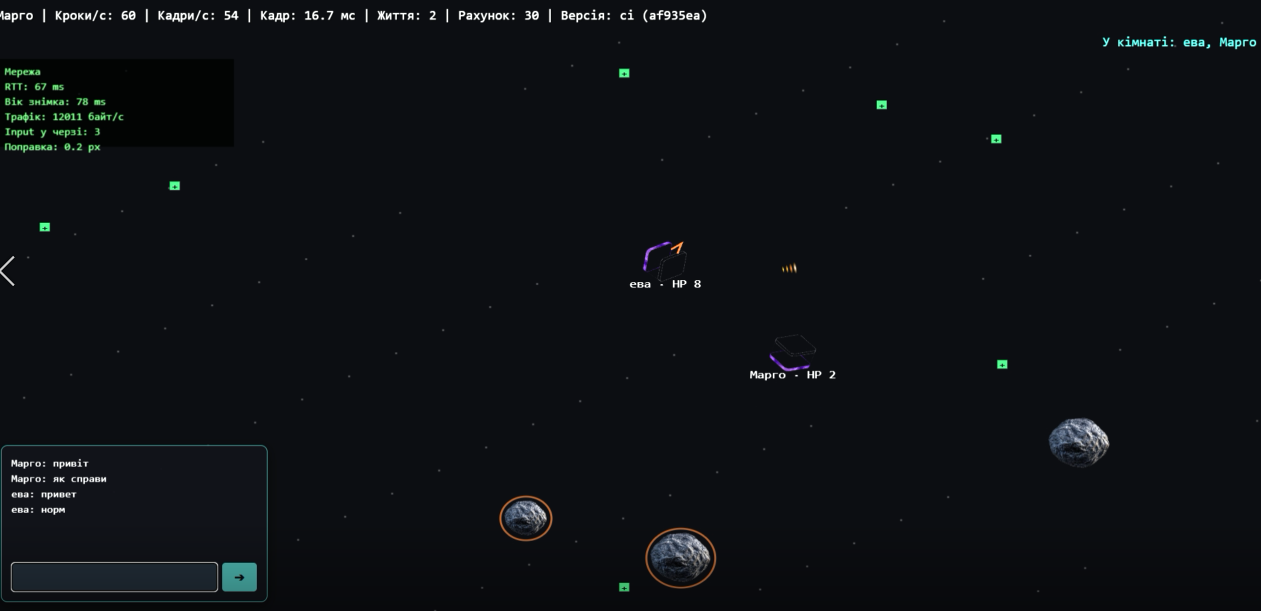 Марго | Кроки/с: 60 | Кадри/с: 54 | Кадр: 16.7 мс | Життя: 2 | Рахунок: 30 | Версія: ci (af935ea)
У кімнаті: ева, Марго
Мережа
RTT: 67 ms
Вік знімка: 78 ms
Трафік: 12011 байт/с
Input у черзі: 3
Поправка: 0.2 px
ева · HP 8
Марго · HP 2
Марго: привіт
Марго: як справи
ева: привет
ева: норм